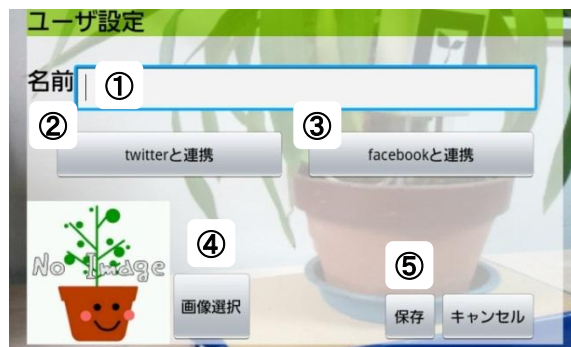 ユーザ設定
名前 ①
② ③
twitterと連携 facebookと連携
No Image
④
画像選択
⑤
保存 キャンセル